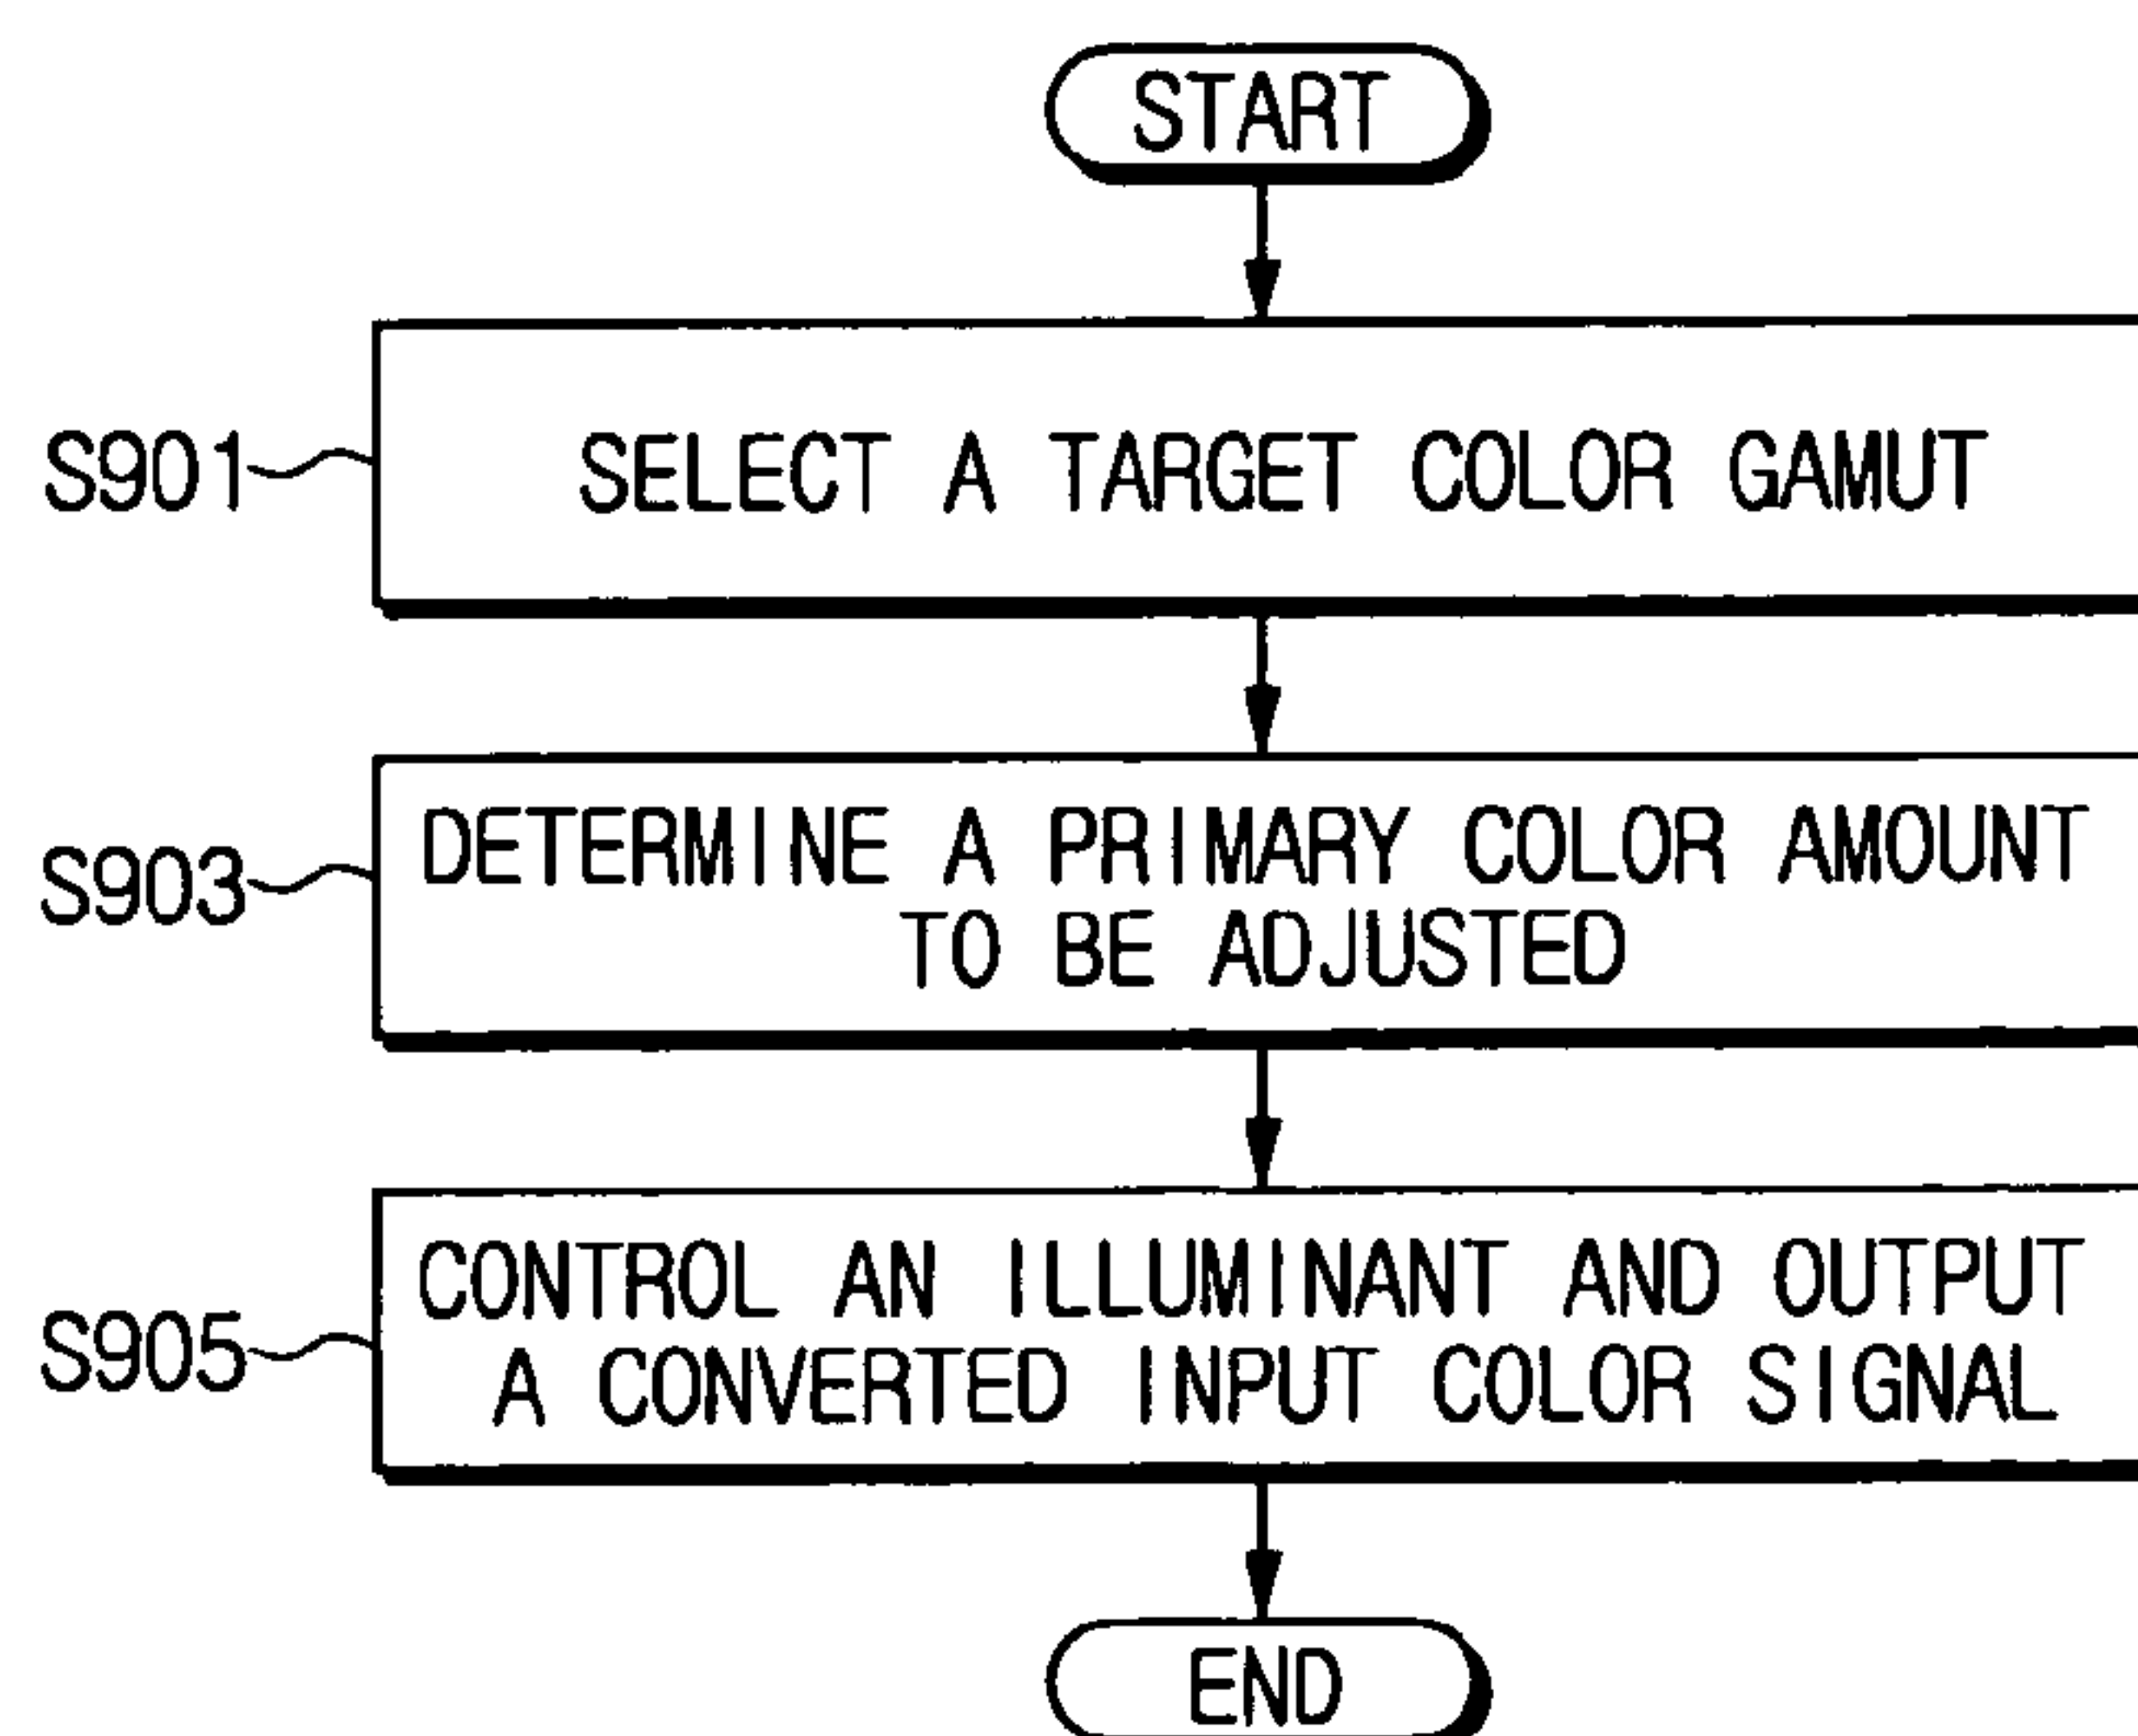 START
S901
SELECT A TARGET COLOR GAMUT
S903
DETERMINE A PRIMARY COLOR AMOUNT
TO BE ADJUSTED
S905
CONTROL AN ILLUMINANT AND OUTPUT
A CONVERTED INPUT COLOR SIGNAL
END